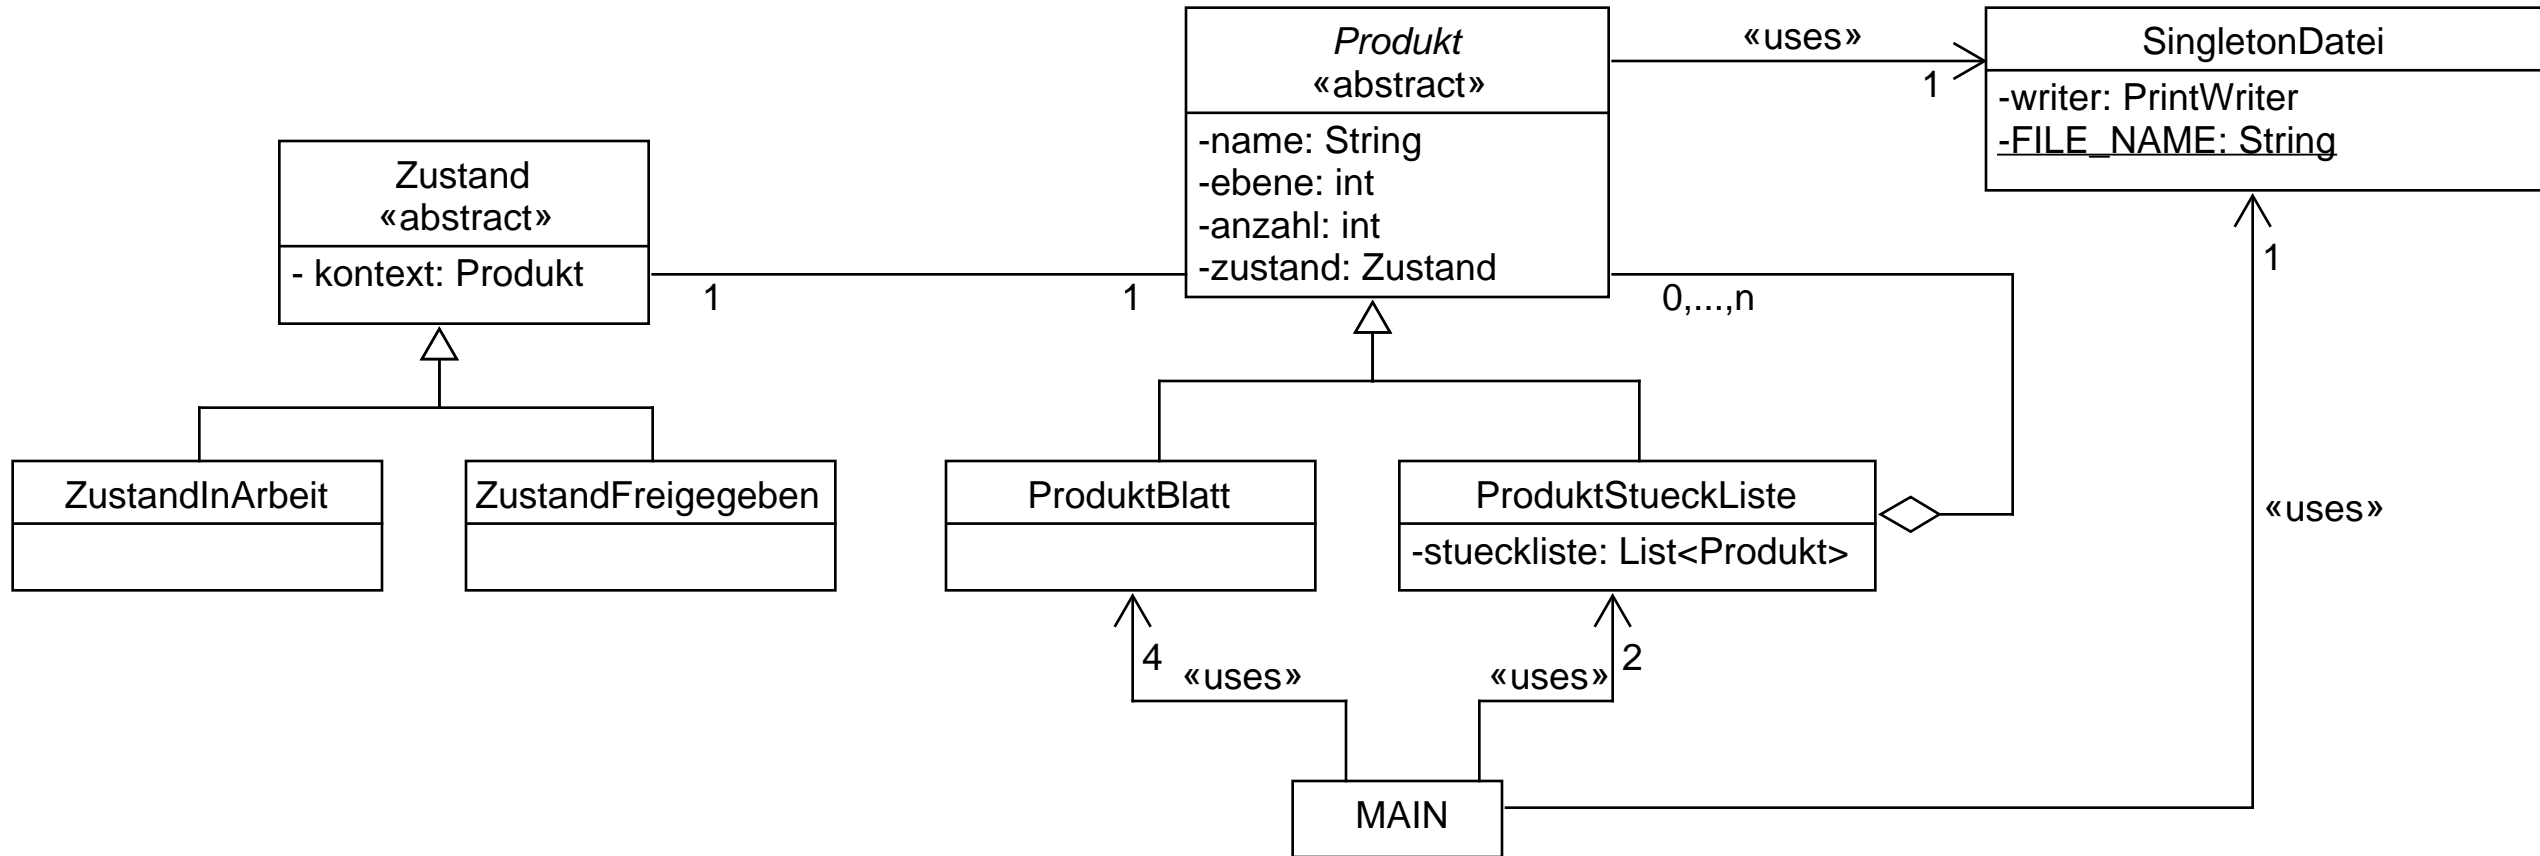 Produkt
«abstract»
-name: String
-ebene: int
-anzahl: int
-zustand: Zustand
«uses»
1
SingletonDatei
-writer: PrintWriter
-FILE_NAME: String
Zustand
«abstract»
- kontext: Produkt
1
1
0,...,n
1
ZustandInArbeit
ZustandFreigegeben
ProduktBlatt
ProduktStueckListe
-stueckliste: List<Produkt>
«uses»
4
«uses»
«uses»
2
MAIN